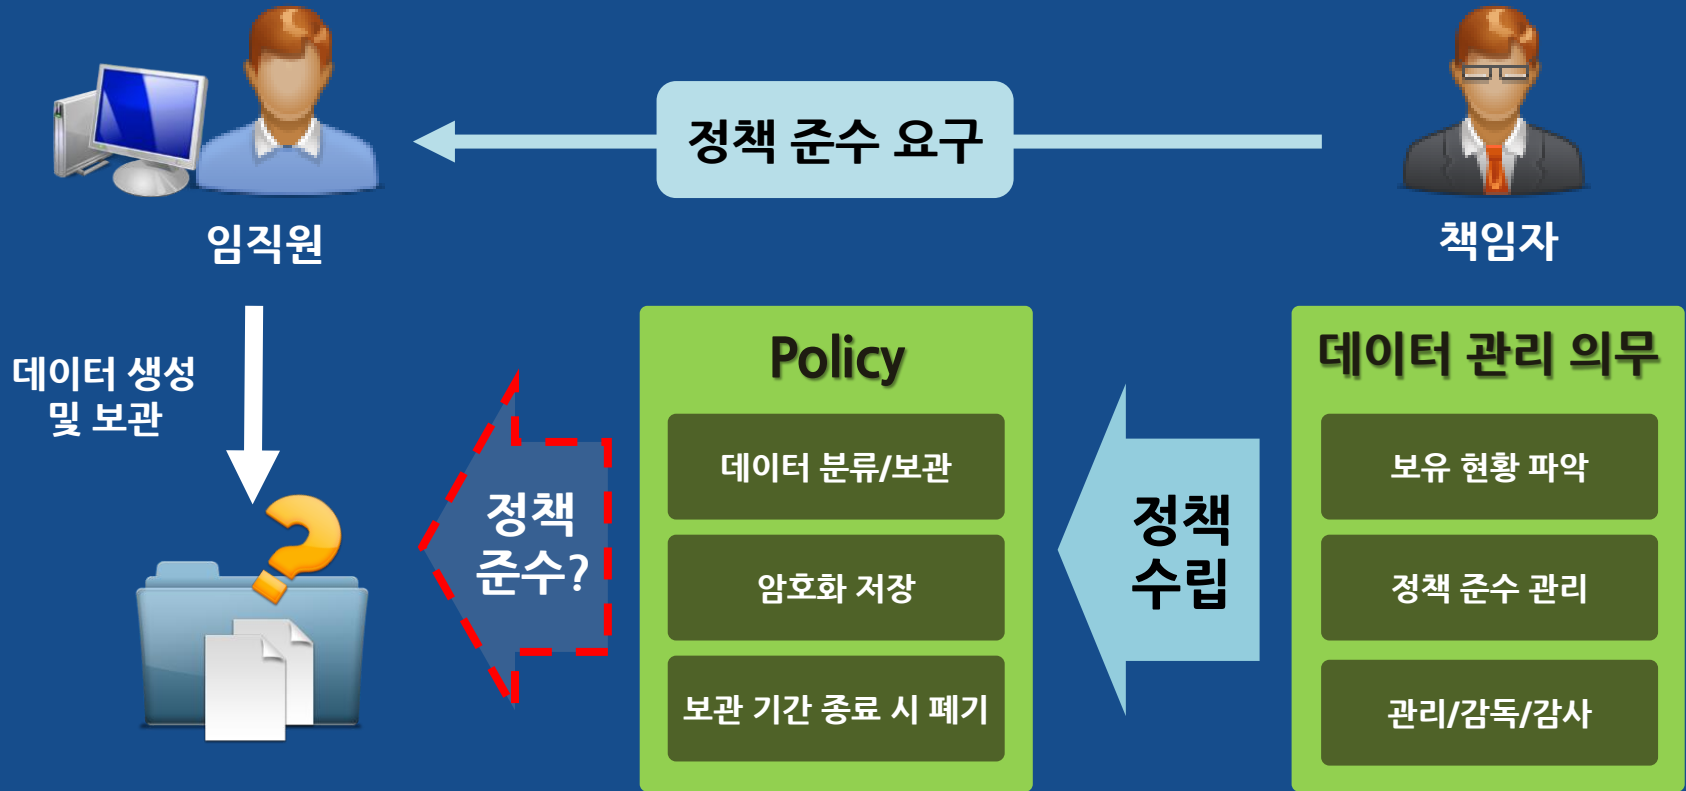 정책 준수 요구
임직원
책임자
데이터 생성
및 보관
정책
준수?
Policy
데이터 분류/보관
암호화 저장
보관 기간 종료 시 폐기
정책
수립
데이터 관리 의무
보유 현황 파악
정책 준수 관리
관리/감독/감사